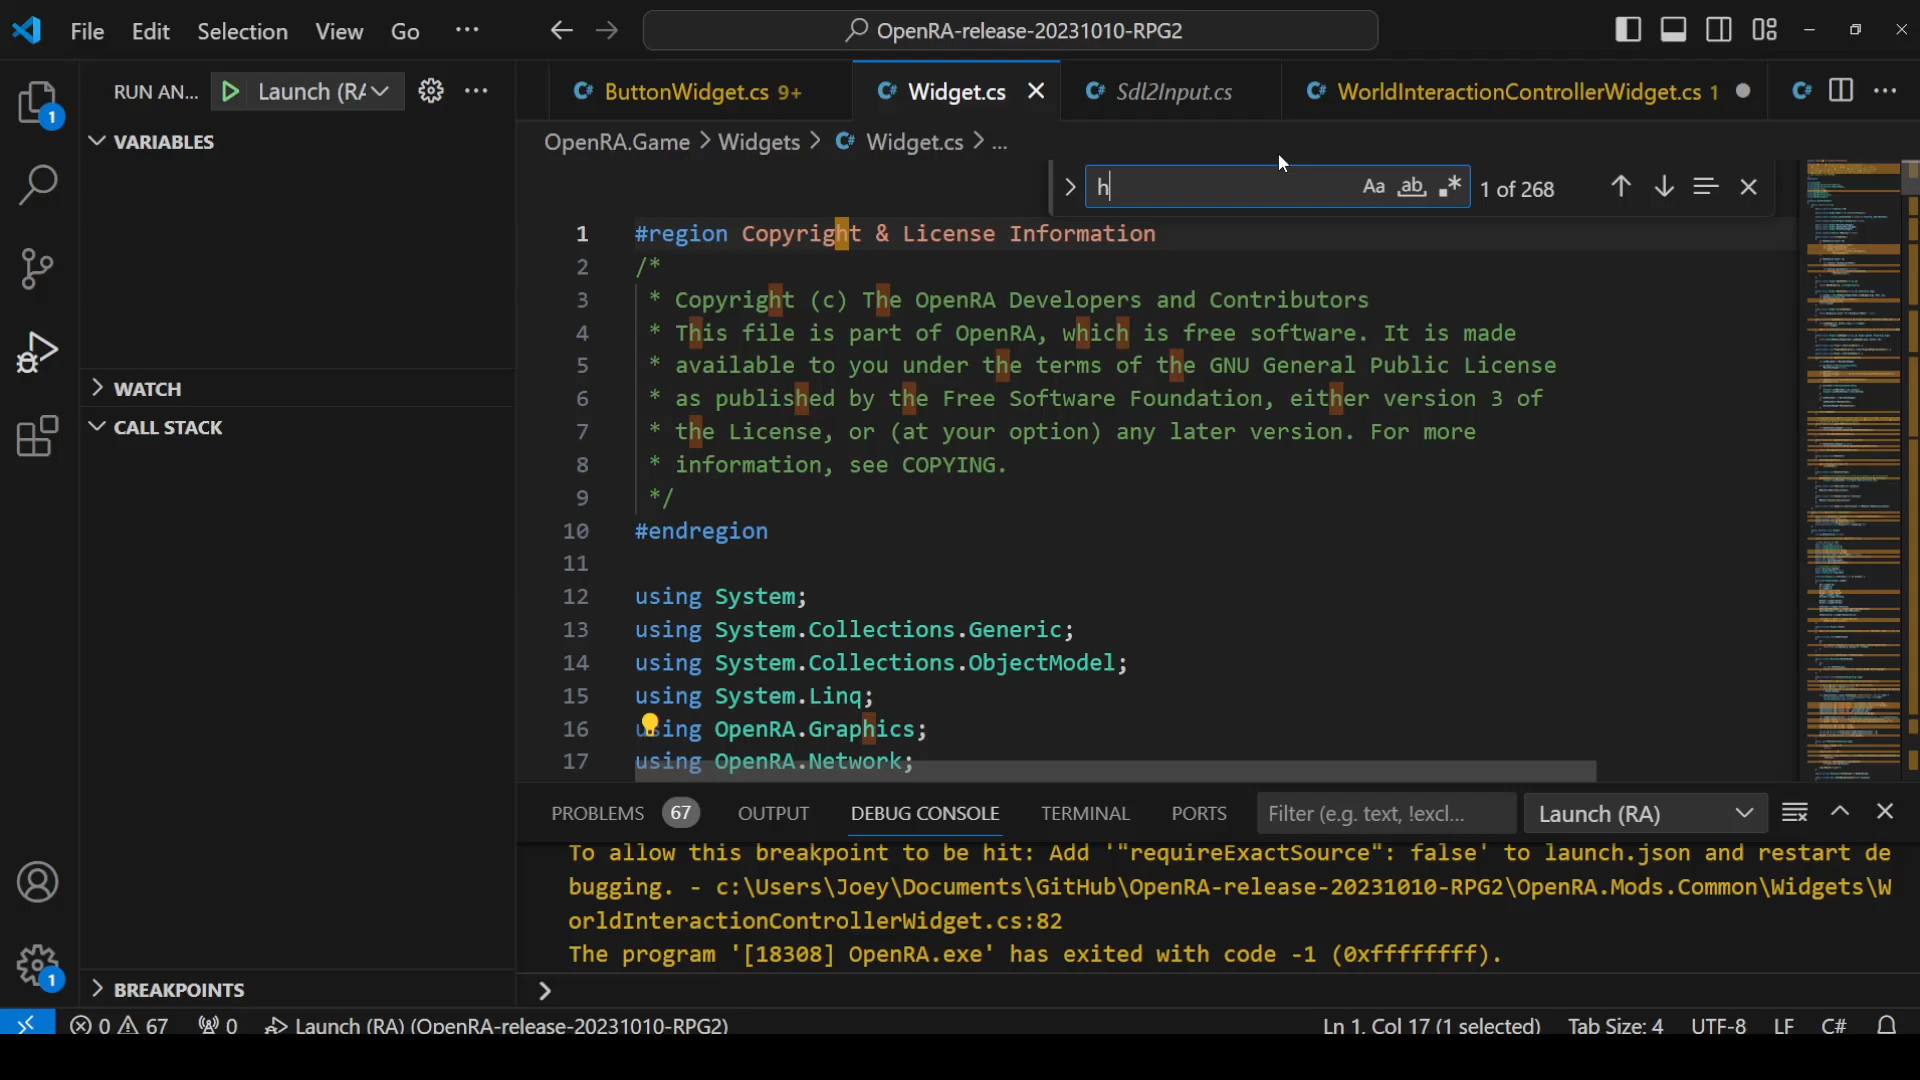 File Edit Selection View Go ···
OpenRA-release-20231010-RPG2
RUN AN... Launch (RA
ButtonWidget.cs 9+ Widget.cs Sdl2Input.cs WorldInteractionControllerWidget.cs 1
VARIABLES
OpenRA.Game > Widgets > Widget.cs > ...
h Aa ab 1 of 268
1 #region Copyright & License Information
2 /*
3 * Copyright (c) The OpenRA Developers and Contributors
4 * This file is part of OpenRA, which is free software. It is made
5 * available to you under the terms of the GNU General Public License
6 * as published by the Free Software Foundation, either version 3 of
7 * the License, or (at your option) any later version. For more
8 * information, see COPYING.
9 */
10 #endregion
11
12 using System;
13 using System.Collections.Generic;
14 using System.Collections.ObjectModel;
15 using System.Linq;
16 using OpenRA.Graphics;
17 using OpenRA.Network;
WATCH
CALL STACK
BREAKPOINTS
1
1
PROBLEMS 67 OUTPUT DEBUG CONSOLE TERMINAL PORTS Filter (e.g. text, !excl... Launch (RA)
To allow this breakpoint to be hit: Add '"requireExactSource": false' to launch.json and restart de
bugging. - c:\Users\Joey\Documents\GitHub\OpenRA-release-20231010-RPG2\OpenRA.Mods.Common\Widgets\W
orldInteractionControllerWidget.cs:82
The program '[18308] OpenRA.exe' has exited with code -1 (0xffffffff).
>
0 67 0 Launch (RA) (OpenRA-release-20231010-RPG2) Ln 1, Col 17 (1 selected) Tab Size: 4 UTF-8 LF C#